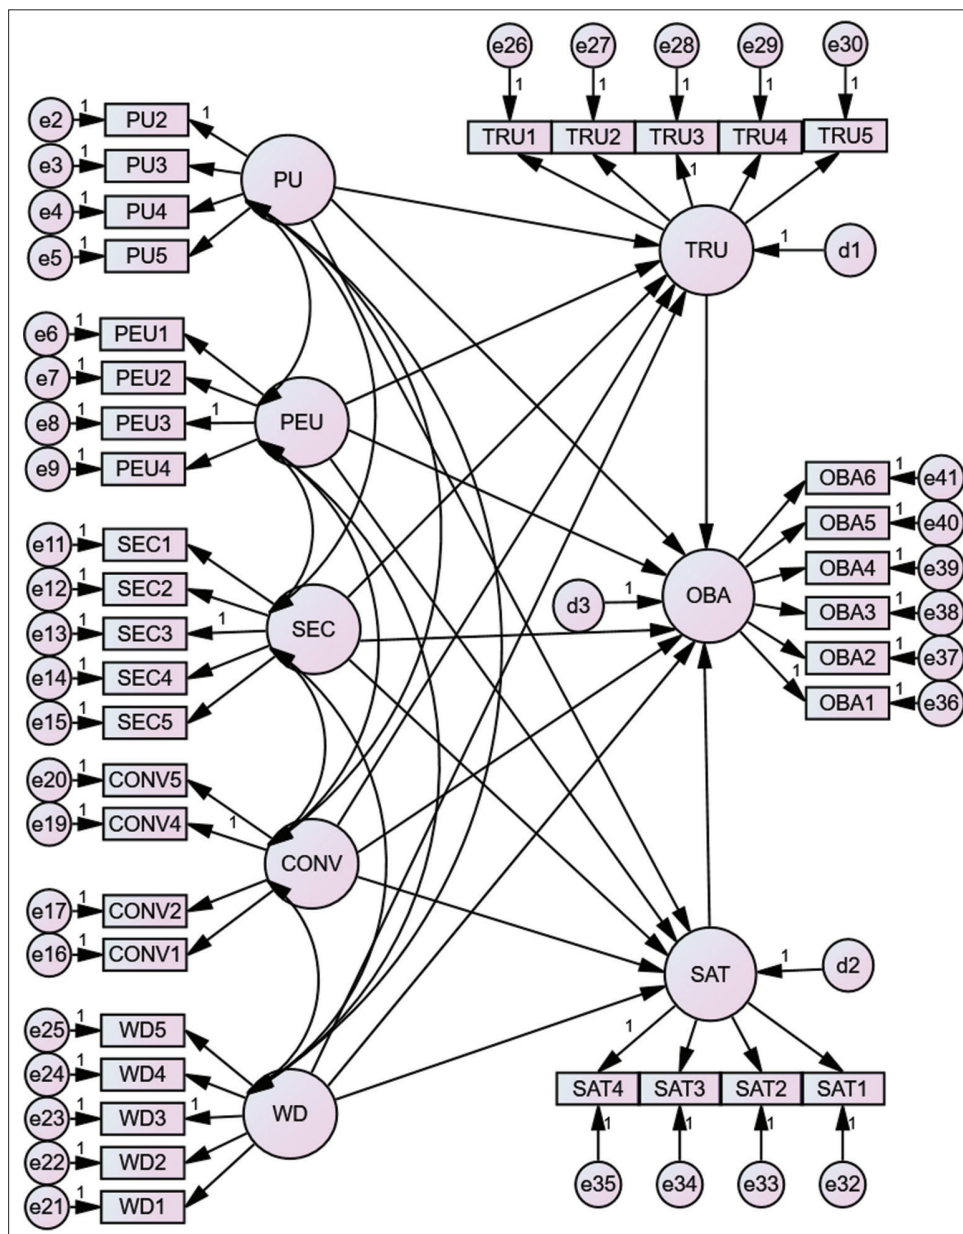 e26 e27 e28 e29 e30
1 1 1 1 1
TRU1 TRU2 TRU3 TRU4 TRU5
1
TRU 1 d1
e2 1 PU2 1
e3 1 PU3
e4 1 PU4
e5 1 PU5
PU
e6 1 PEU1
e7 1 PEU2
e8 1 PEU3 1
e9 1 PEU4
PEU
e11 1 SEC1
e12 1 SEC2
e13 1 SEC3 1
e14 1 SEC4
e15 1 SEC5
SEC
d3 1 OBA
OBA6 1 e41
OBA5 1 e40
OBA4 1 e39
OBA3 1 e38
OBA2 1 e37
1 OBA1 1 e36
e20 1 CONV5
e19 1 CONV4 1
e17 1 CONV2
e16 1 CONV1
CONV
SAT 1 d2
e25 1 WD5
e24 1 WD4
e23 1 WD3 1
e22 1 WD2
e21 1 WD1
WD
1
SAT4 SAT3 SAT2 SAT1
1 1 1 1
e35 e34 e33 e32